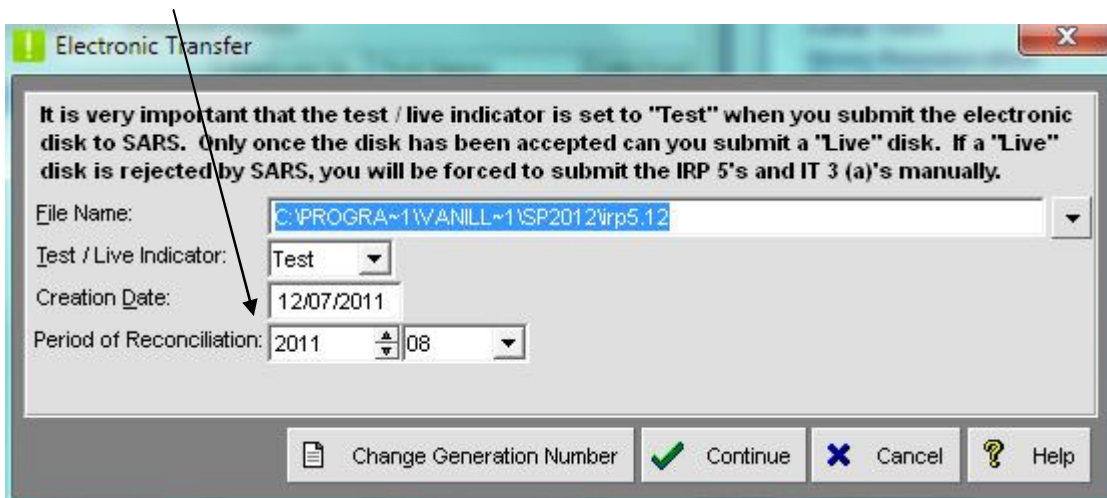 Electronic Transfer
It is very important that the test / live indicator is set to "Test" when you submit the electronic
disk to SARS. Only once the disk has been accepted can you submit a "Live" disk. If a "Live"
disk is rejected by SARS, you will be forced to submit the IRP 5's and IT 3 (a)'s manually.
File Name: C:\PROGRA~1\VANILL~1\SP2012\irp5.12
Test / Live Indicator: Test
Creation Date: 12/07/2011
Period of Reconciliation: 2011 08
Change Generation Number Continue Cancel Help